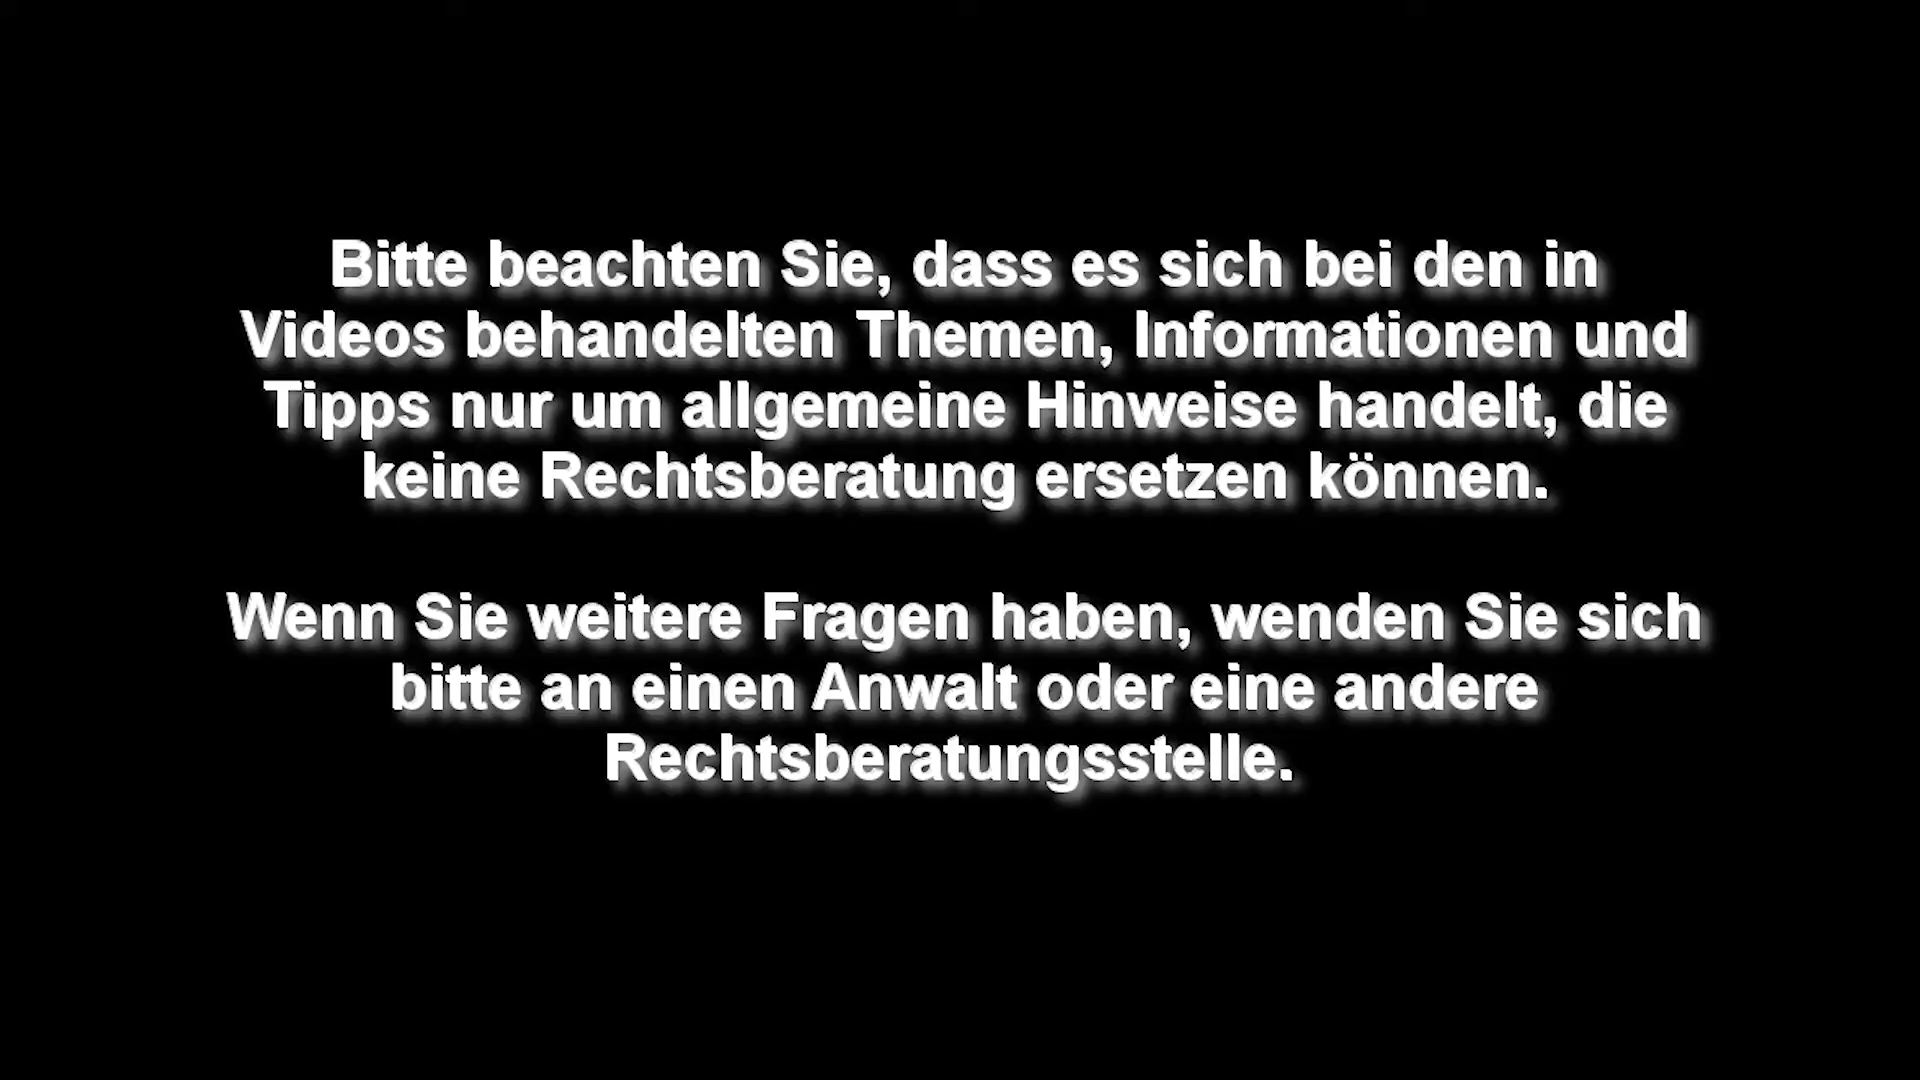 Bitte beachten Sie, dass es sich bei den in
Videos behandelten Themen, Informationen und
Tipps nur um allgemeine Hinweise handelt, die
keine Rechtsberatung ersetzen können.
Wenn Sie weitere Fragen haben, wenden Sie sich
bitte an einen Anwalt oder eine andere
Rechtsberatungsstelle.